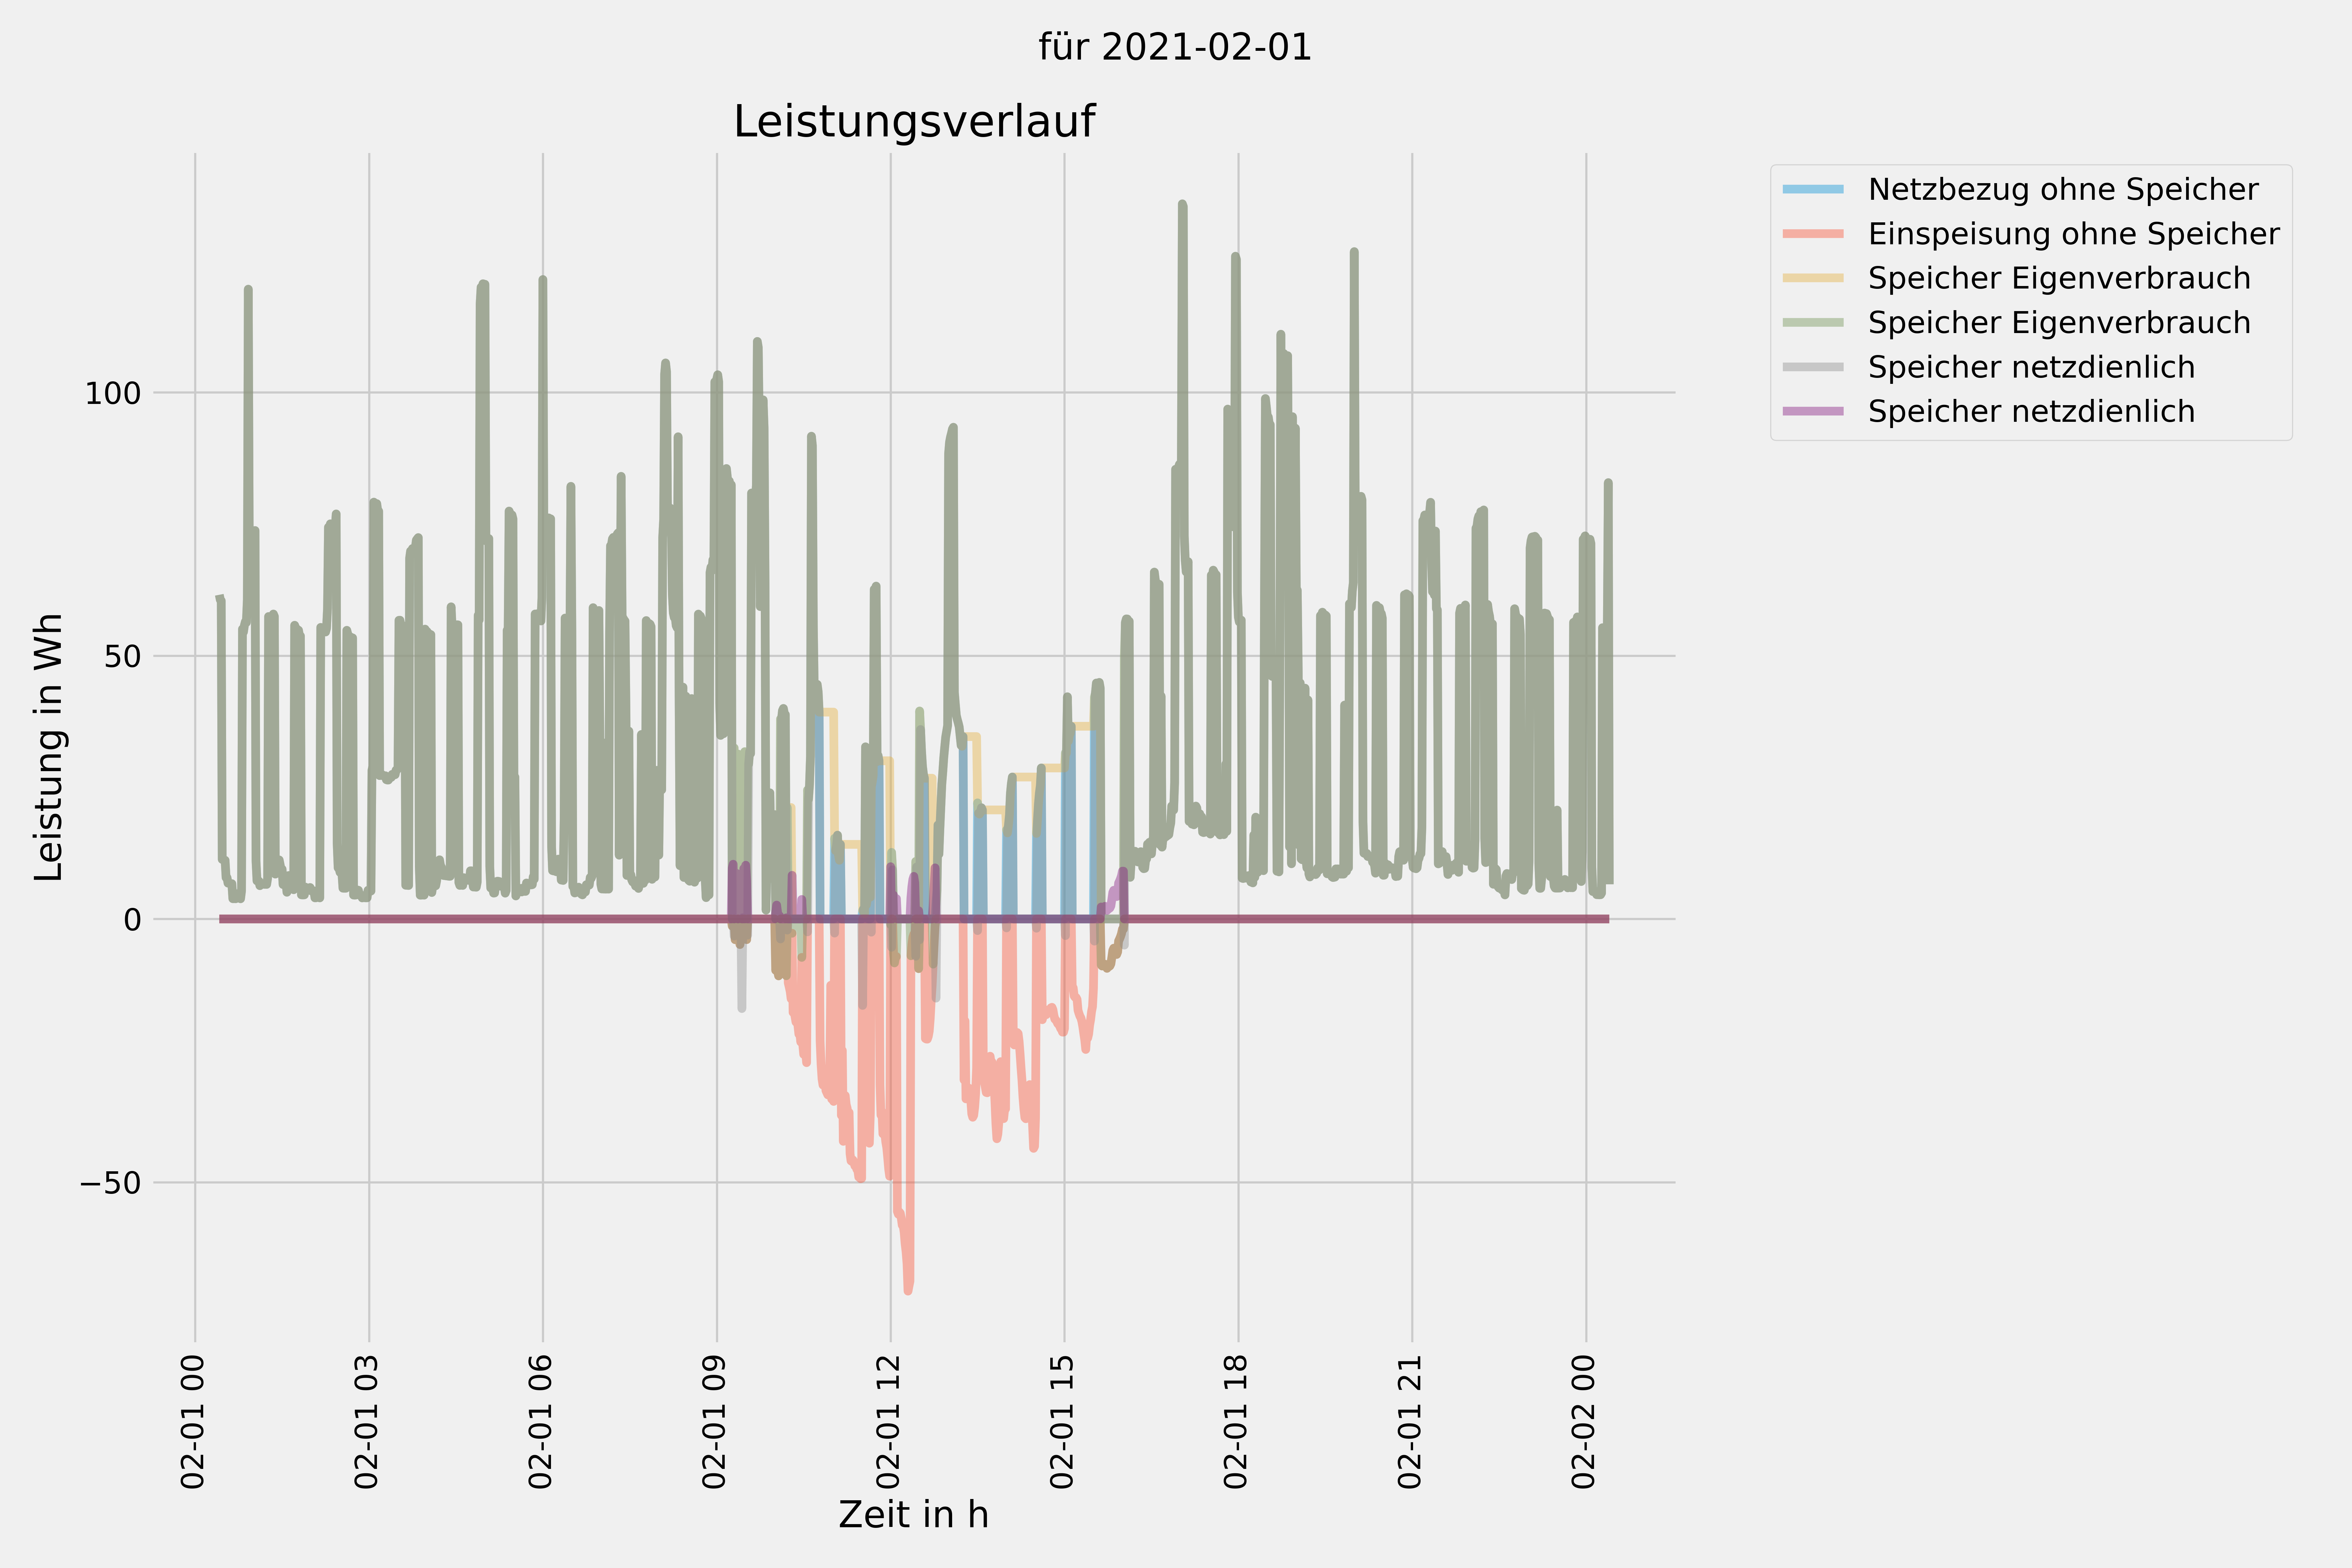 für 2021-02-01
Leistungsverlauf
Netzbezug ohne Speicher
Einspeisung ohne Speicher
Speicher Eigenverbrauch
Speicher Eigenverbrauch
Speicher netzdienlich
Speicher netzdienlich
Leistung in Wh
100
50
0
−50
02-01 00
02-01 03
02-01 06
02-01 09
02-01 12
02-01 15
02-01 18
02-01 21
02-02 00
Zeit in h